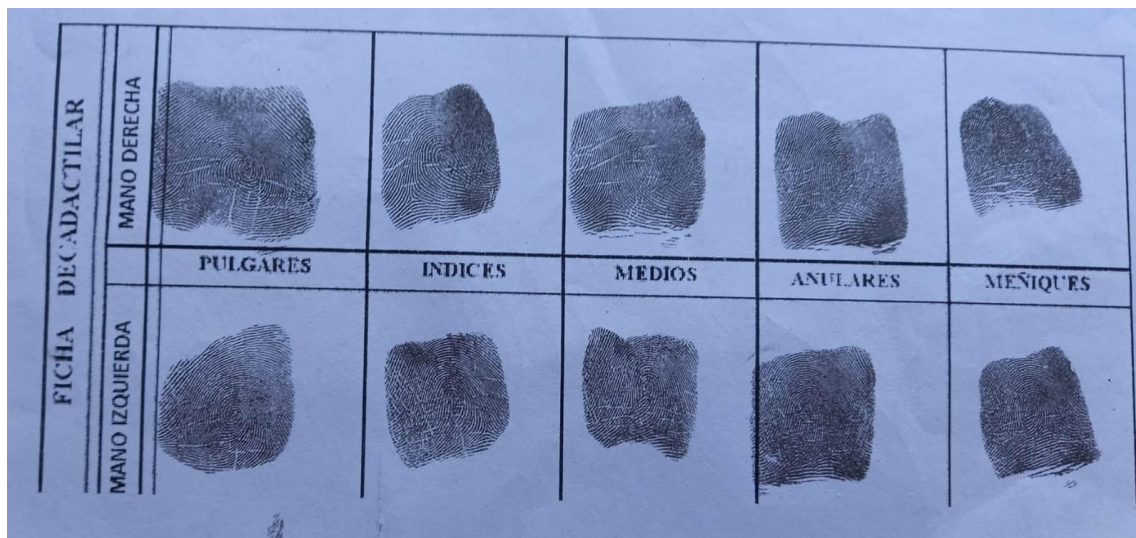 FICHA DECADACTILAR
MANO DERECHA
PULGARES INDICES MEDIOS ANULARES MEÑIQUES
MANO IZQUIERDA